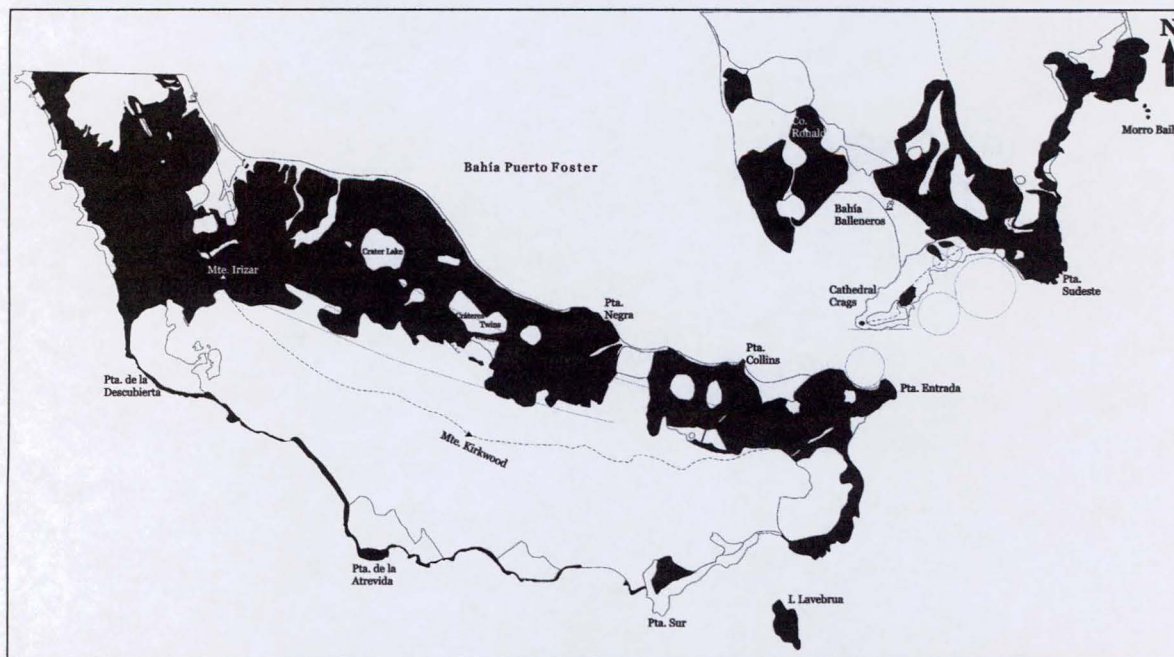 N
Co.
Ronald
Morro Bail
Bahía Puerto Foster
Bahía
Balleneros
Crater Lake
Mte. Irizar
Pta.
Sudeste
Cathedral
Crags
Pta.
Negra
Cráteres
Twins
Pta.
Collins
Pta. de la
Descubierta
Pta. Entrada
Mte. Kirkwood
Pta. de la
Atrevida
I. Lavebrua
Pta. Sur